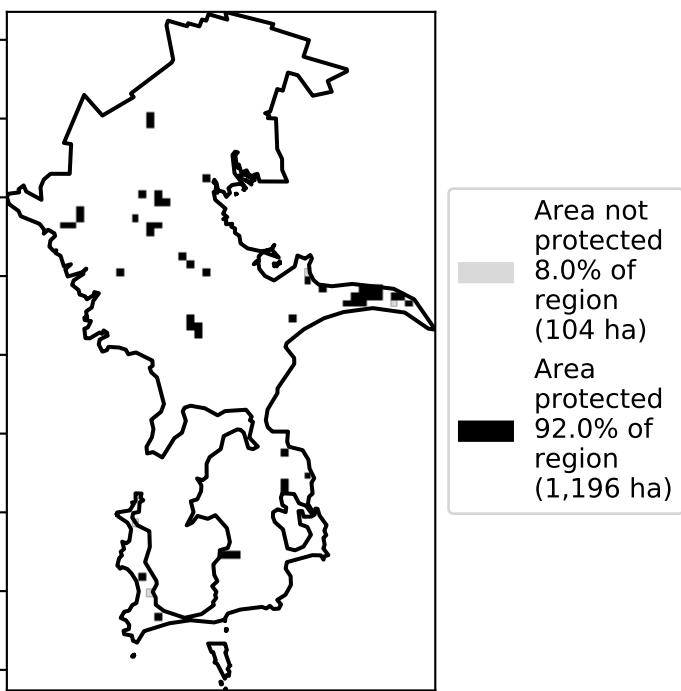 Area not
protected
8.0% of
region
(104 ha)
Area
protected
92.0% of
region
(1,196 ha)